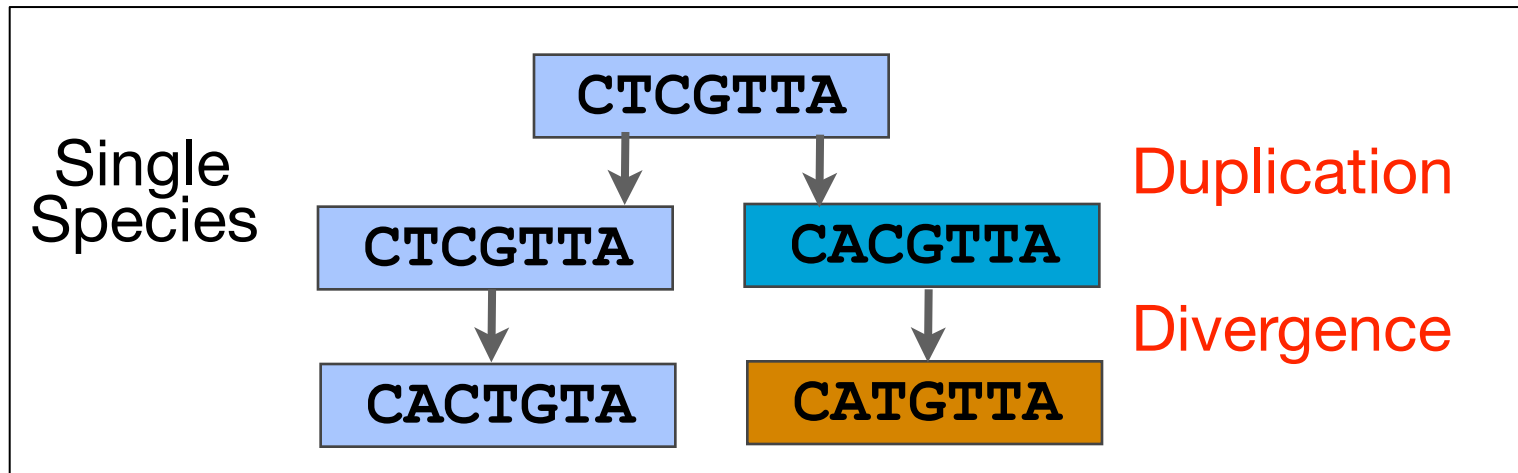 CTCGTTA
Single
Species
Duplication
CTCGTTA
CACGTTA
Divergence
CACTGTA
CATGTTA